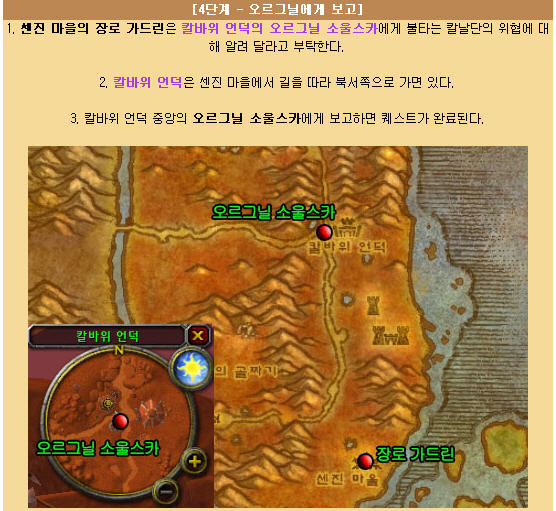 [4단계 - 오르그닐에게 보고]
1. 센진 마을의 장로 가드린은 칼바위 언덕의 오르그닐 소울스카에게 불타는 칼날단의 위협에 대
해 알려 달라고 부탁한다.
2. 칼바위 언덕은 센진 마을에서 길을 따라 북서쪽으로 가면 있다.
3. 칼바위 언덕 중앙의 오르그닐 소울스카에게 보고하면 퀘스트가 완료된다.
오르그닐 소울스카
칼바위 언덕
칼바위 언덕
N
의 골짜기
오르그닐 소울스카
장로 가드린
센진 마을